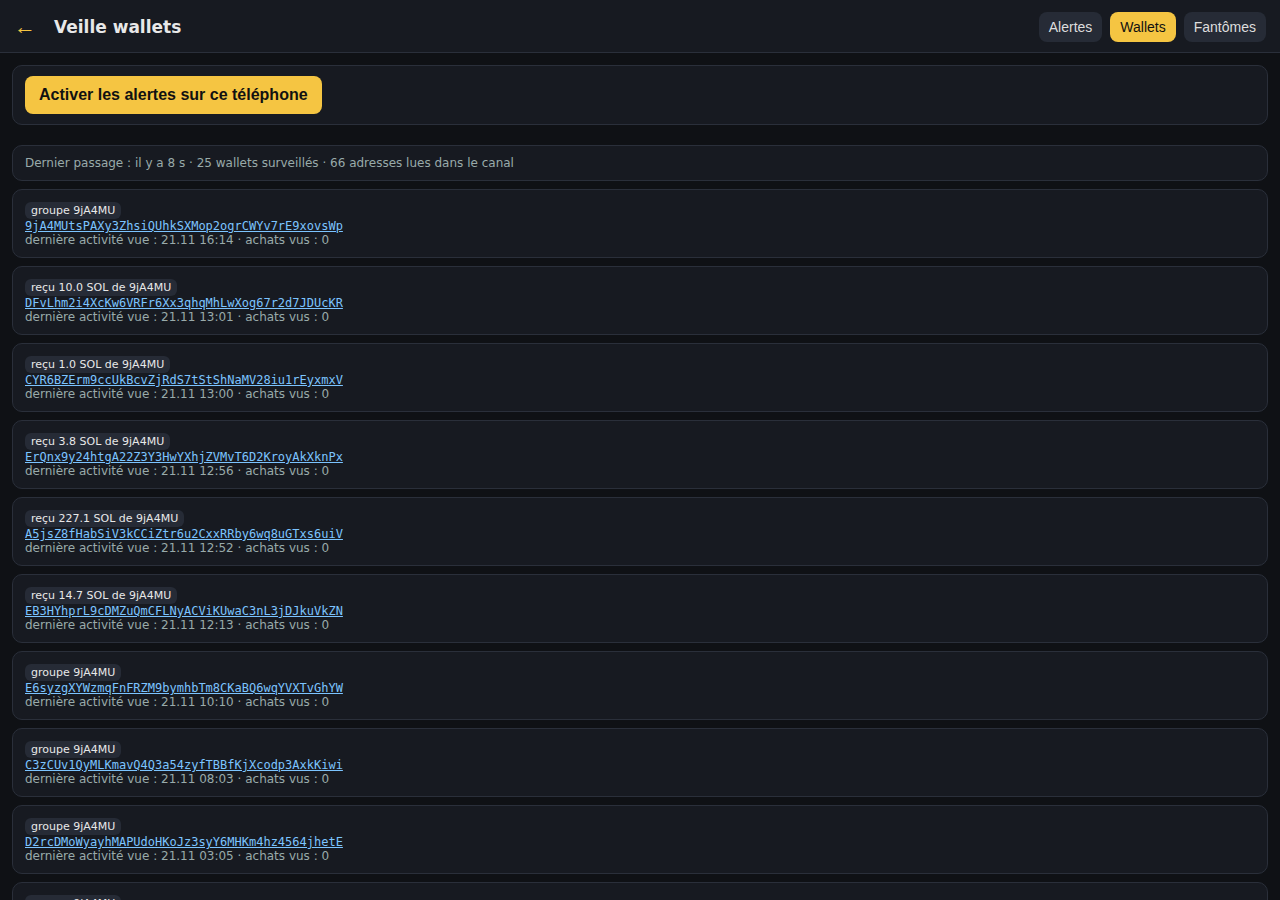 ← Veille wallets Alertes Wallets Fantômes
Activer les alertes sur ce téléphone
Dernier passage : il y a 8 s · 25 wallets surveillés · 66 adresses lues dans le canal
groupe 9jA4MU
9jA4MUtsPAXy3ZhsiQUhkSXMop2ogrCWYv7rE9xovsWp
dernière activité vue : 21.11 16:14 · achats vus : 0
reçu 10.0 SOL de 9jA4MU
DFvLhm2i4XcKw6VRFr6Xx3qhqMhLwXog67r2d7JDUcKR
dernière activité vue : 21.11 13:01 · achats vus : 0
reçu 1.0 SOL de 9jA4MU
CYR6BZErm9ccUkBcvZjRdS7tStShNaMV28iu1rEyxmxV
dernière activité vue : 21.11 13:00 · achats vus : 0
reçu 3.8 SOL de 9jA4MU
ErQnx9y24htgA22Z3Y3HwYXhjZVMvT6D2KroyAkXknPx
dernière activité vue : 21.11 12:56 · achats vus : 0
reçu 227.1 SOL de 9jA4MU
A5jsZ8fHabSiV3kCCiZtr6u2CxxRRby6wq8uGTxs6uiV
dernière activité vue : 21.11 12:52 · achats vus : 0
reçu 14.7 SOL de 9jA4MU
EB3HYhprL9cDMZuQmCFLNyACViKUwaC3nL3jDJkuVkZN
dernière activité vue : 21.11 12:13 · achats vus : 0
groupe 9jA4MU
E6syzgXYWzmqFnFRZM9bymhbTm8CKaBQ6wqYVXTvGhYW
dernière activité vue : 21.11 10:10 · achats vus : 0
groupe 9jA4MU
C3zCUv1QyMLKmavQ4Q3a54zyfTBBfKjXcodp3AxkKiwi
dernière activité vue : 21.11 08:03 · achats vus : 0
groupe 9jA4MU
D2rcDMoWyayhMAPUdoHKoJz3syY6MHKm4hz4564jhetE
dernière activité vue : 21.11 03:05 · achats vus : 0